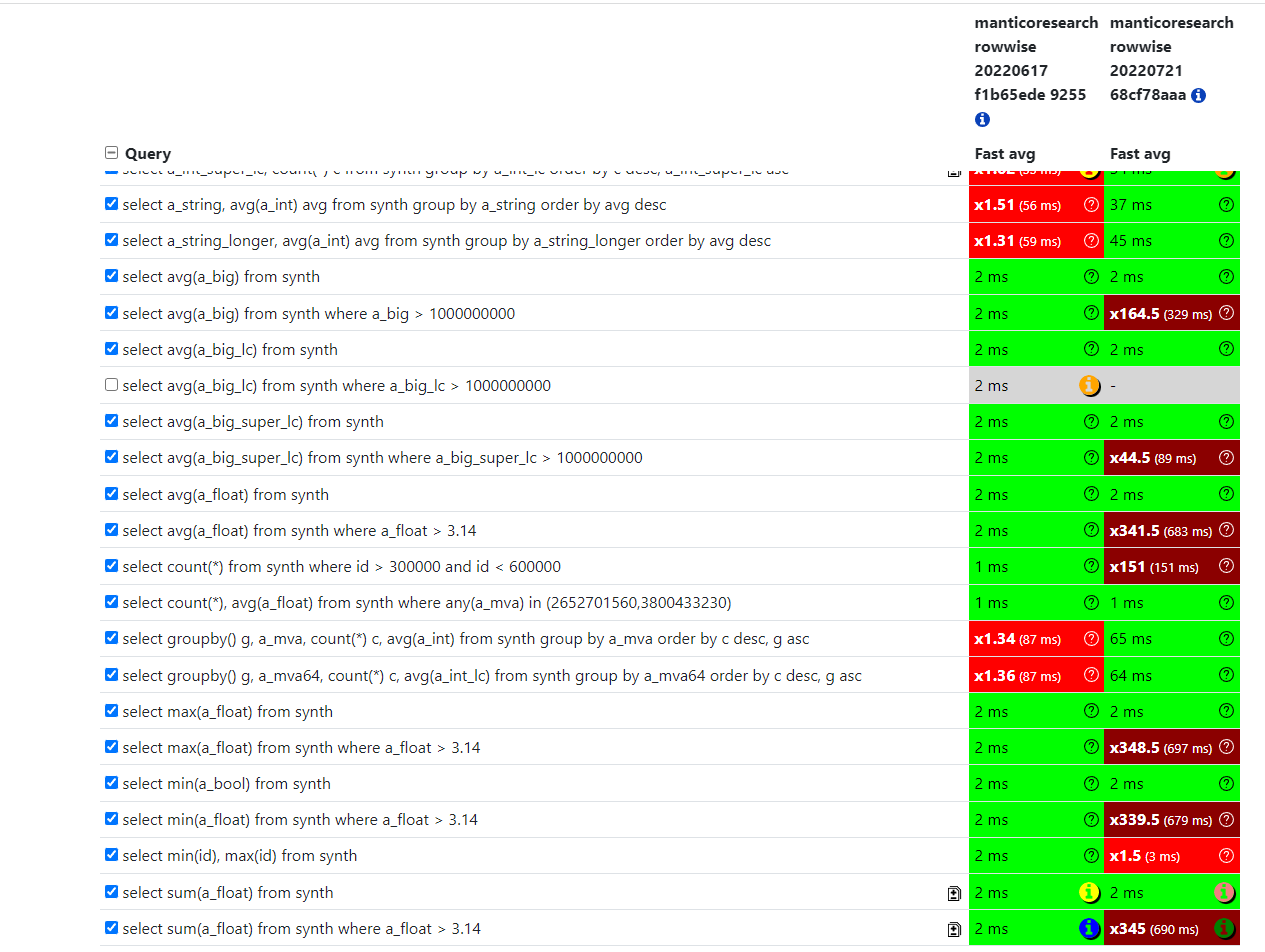 manticoresearch manticoresearch
rowwise rowwise
20220617 20220721
f1b65ede 9255 68cf78aaa
Query Fast avg Fast avg
select a_int_super_lc, count(*) c from synth group by a_int_lc order by c desc, a_int_super_lc asc
select a_string, avg(a_int) avg from synth group by a_string order by avg desc x1.51 (56 ms) 37 ms
select a_string_longer, avg(a_int) avg from synth group by a_string_longer order by avg desc x1.31 (59 ms) 45 ms
select avg(a_big) from synth 2 ms 2 ms
select avg(a_big) from synth where a_big > 1000000000 2 ms x164.5 (329 ms)
select avg(a_big_lc) from synth 2 ms 2 ms
select avg(a_big_lc) from synth where a_big_lc > 1000000000 2 ms -
select avg(a_big_super_lc) from synth 2 ms 2 ms
select avg(a_big_super_lc) from synth where a_big_super_lc > 1000000000 2 ms x44.5 (89 ms)
select avg(a_float) from synth 2 ms 2 ms
select avg(a_float) from synth where a_float > 3.14 2 ms x341.5 (683 ms)
select count(*) from synth where id > 300000 and id < 600000 1 ms x151 (151 ms)
select count(*), avg(a_float) from synth where any(a_mva) in (2652701560,3800433230) 1 ms 1 ms
select groupby() g, a_mva, count(*) c, avg(a_int) from synth group by a_mva order by c desc, g asc x1.34 (87 ms) 65 ms
select groupby() g, a_mva64, count(*) c, avg(a_int_lc) from synth group by a_mva64 order by c desc, g asc x1.36 (87 ms) 64 ms
select max(a_float) from synth 2 ms 2 ms
select max(a_float) from synth where a_float > 3.14 2 ms x348.5 (697 ms)
select min(a_bool) from synth 2 ms 2 ms
select min(a_float) from synth where a_float > 3.14 2 ms x339.5 (679 ms)
select min(id), max(id) from synth 2 ms x1.5 (3 ms)
select sum(a_float) from synth 2 ms 2 ms
select sum(a_float) from synth where a_float > 3.14 2 ms x345 (690 ms)